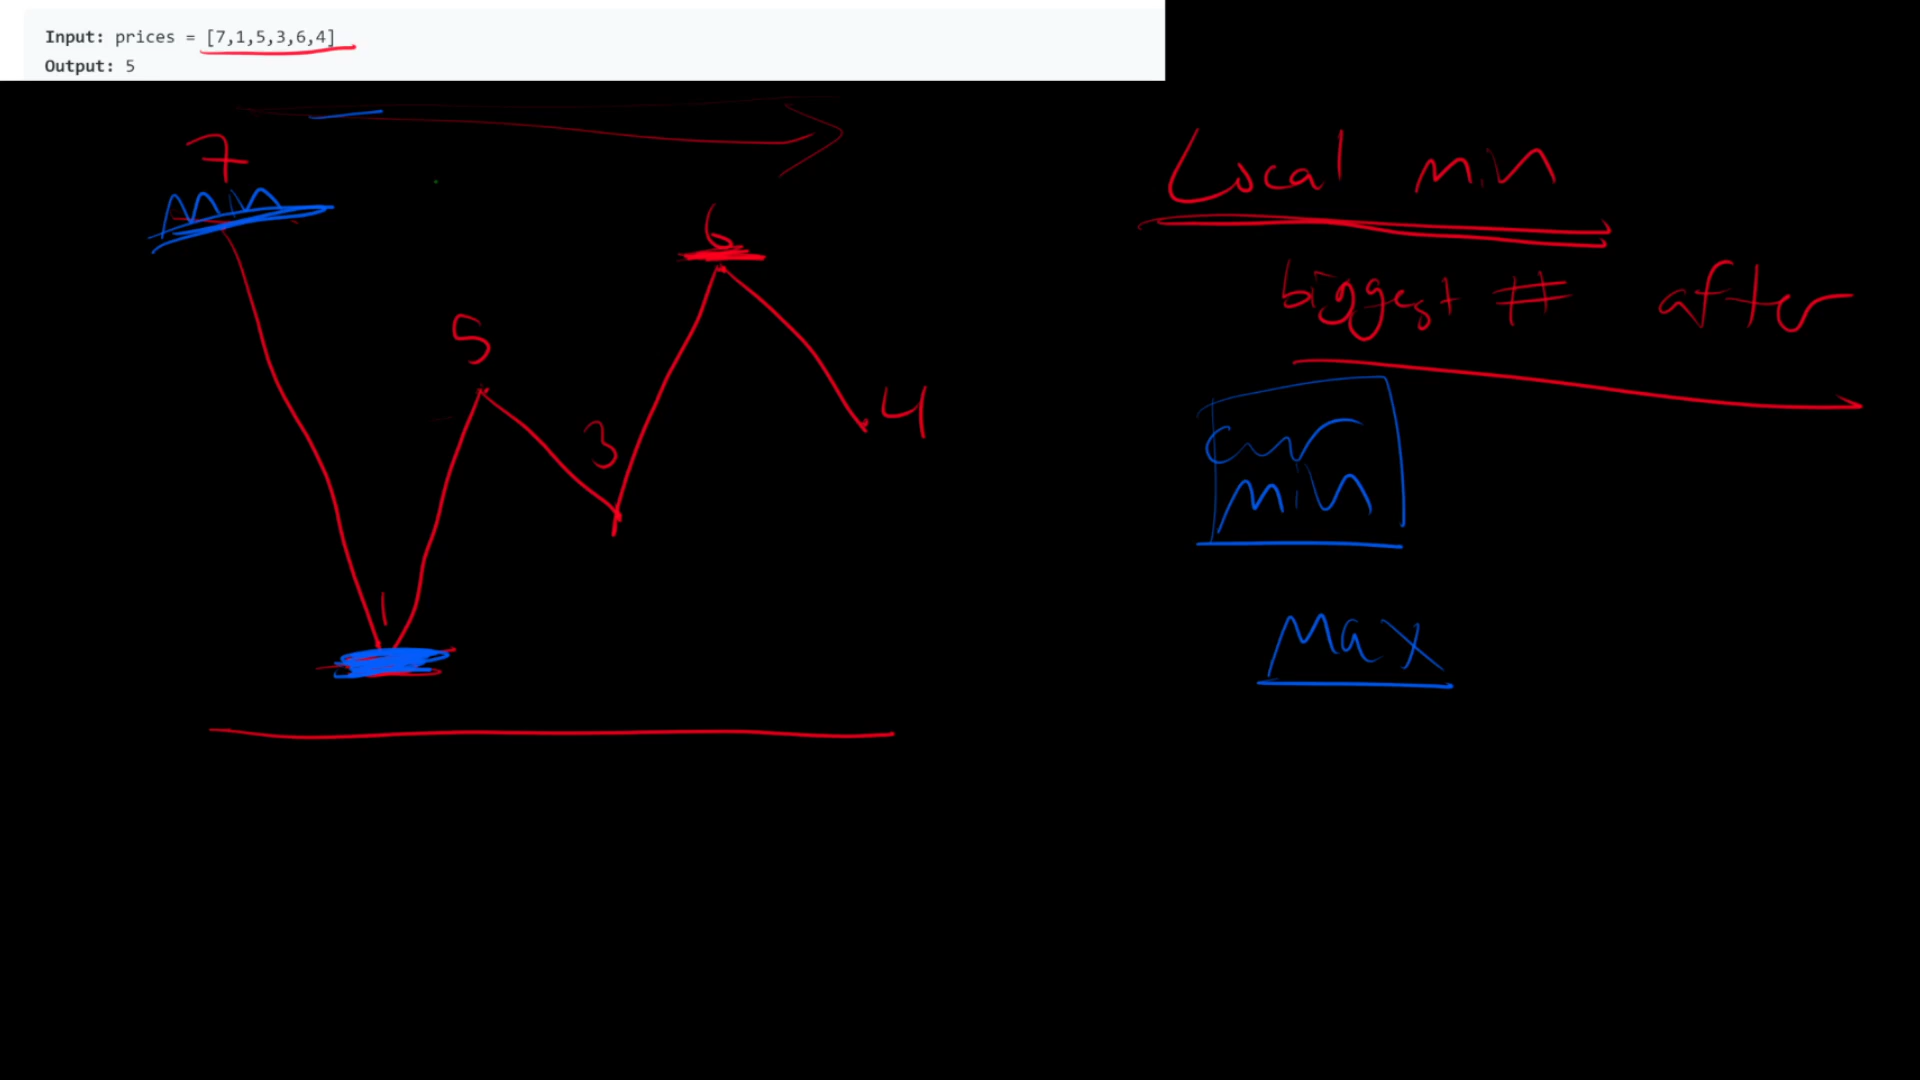 Input: prices = [7,1,5,3,6,4]
Output: 5
7
min
6
5
3
4
1
Local min
biggest # after
cur
min
Max